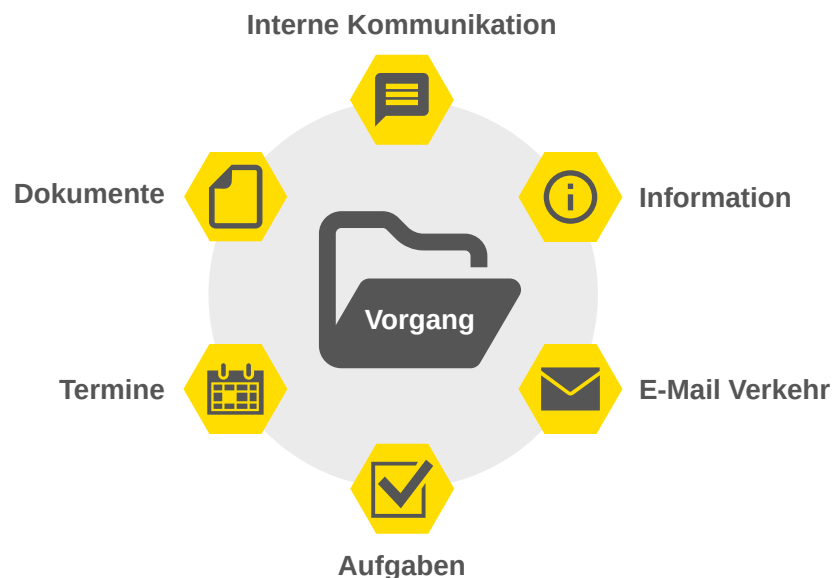 Interne Kommunikation
Dokumente
Information
Vorgang
Termine
E-Mail Verkehr
Aufgaben